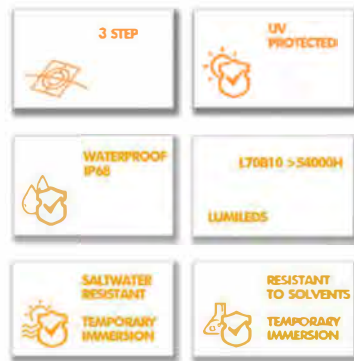 3 STEP
UV
PROTECTED
WATERPROOF
IP68
L70B10 >54000H
LUMILEDS
SALTWATER
RESISTANT
TEMPORARY
IMMERSION
RESISTANT
TO SOLVENTS
TEMPORARY
IMMERSION